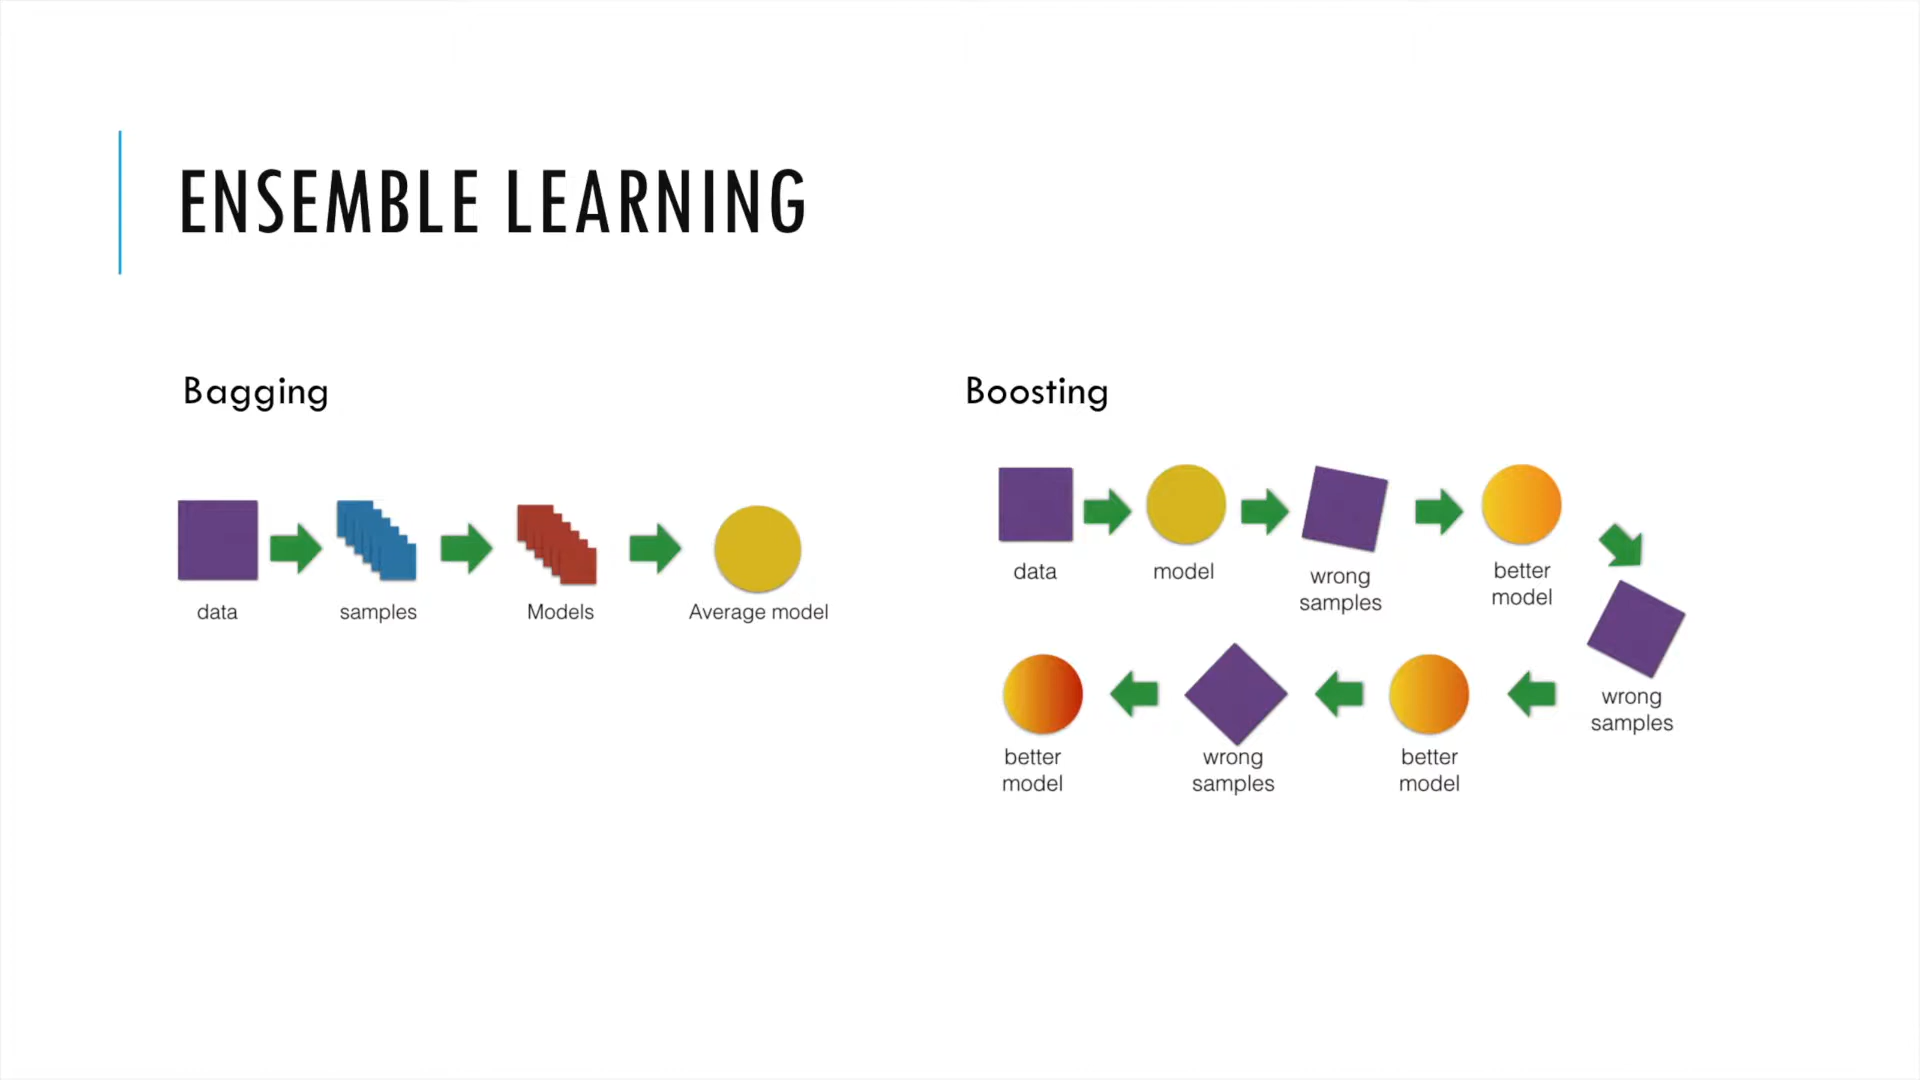 ENSEMBLE LEARNING
Bagging
data
samples
Models
Average model
Boosting
data
model
wrong
samples
better
model
wrong
samples
better
model
wrong
samples
better
model